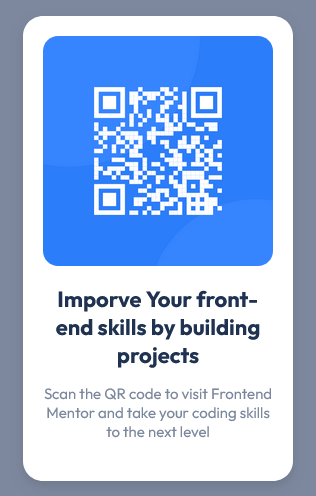 Imporve Your front-
end skills by building
projects
Scan the QR code to visit Frontend
Mentor and take your coding skills
to the next level